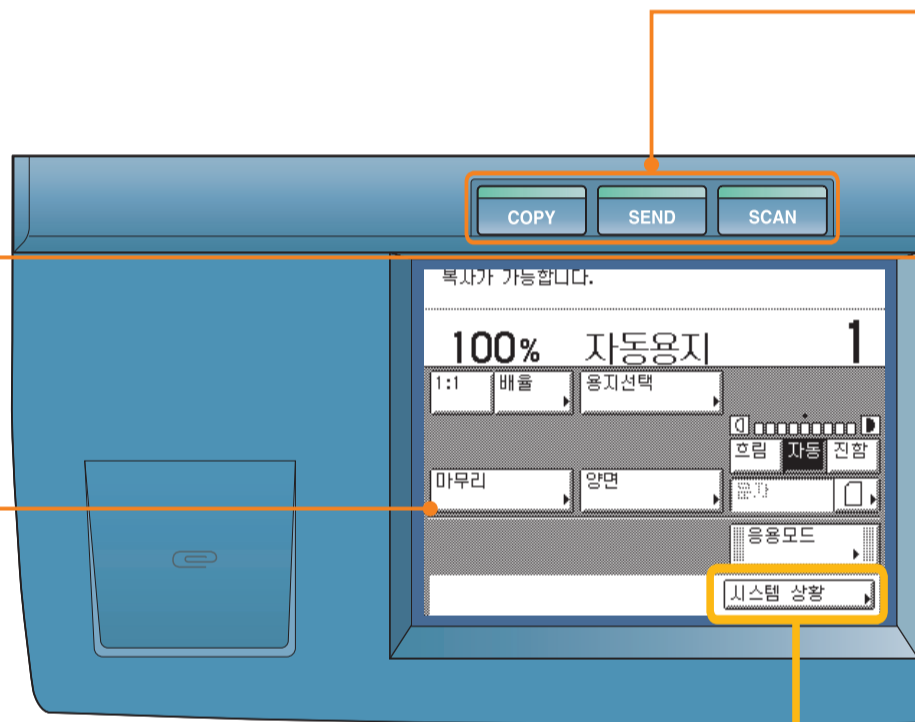 COPY SEND SCAN
복사가 가능합니다.
100% 자동용지 1
1:1 배율 용지선택
흐림 자동 진함
마무리 양면 문자
응용모드
시스템 상황